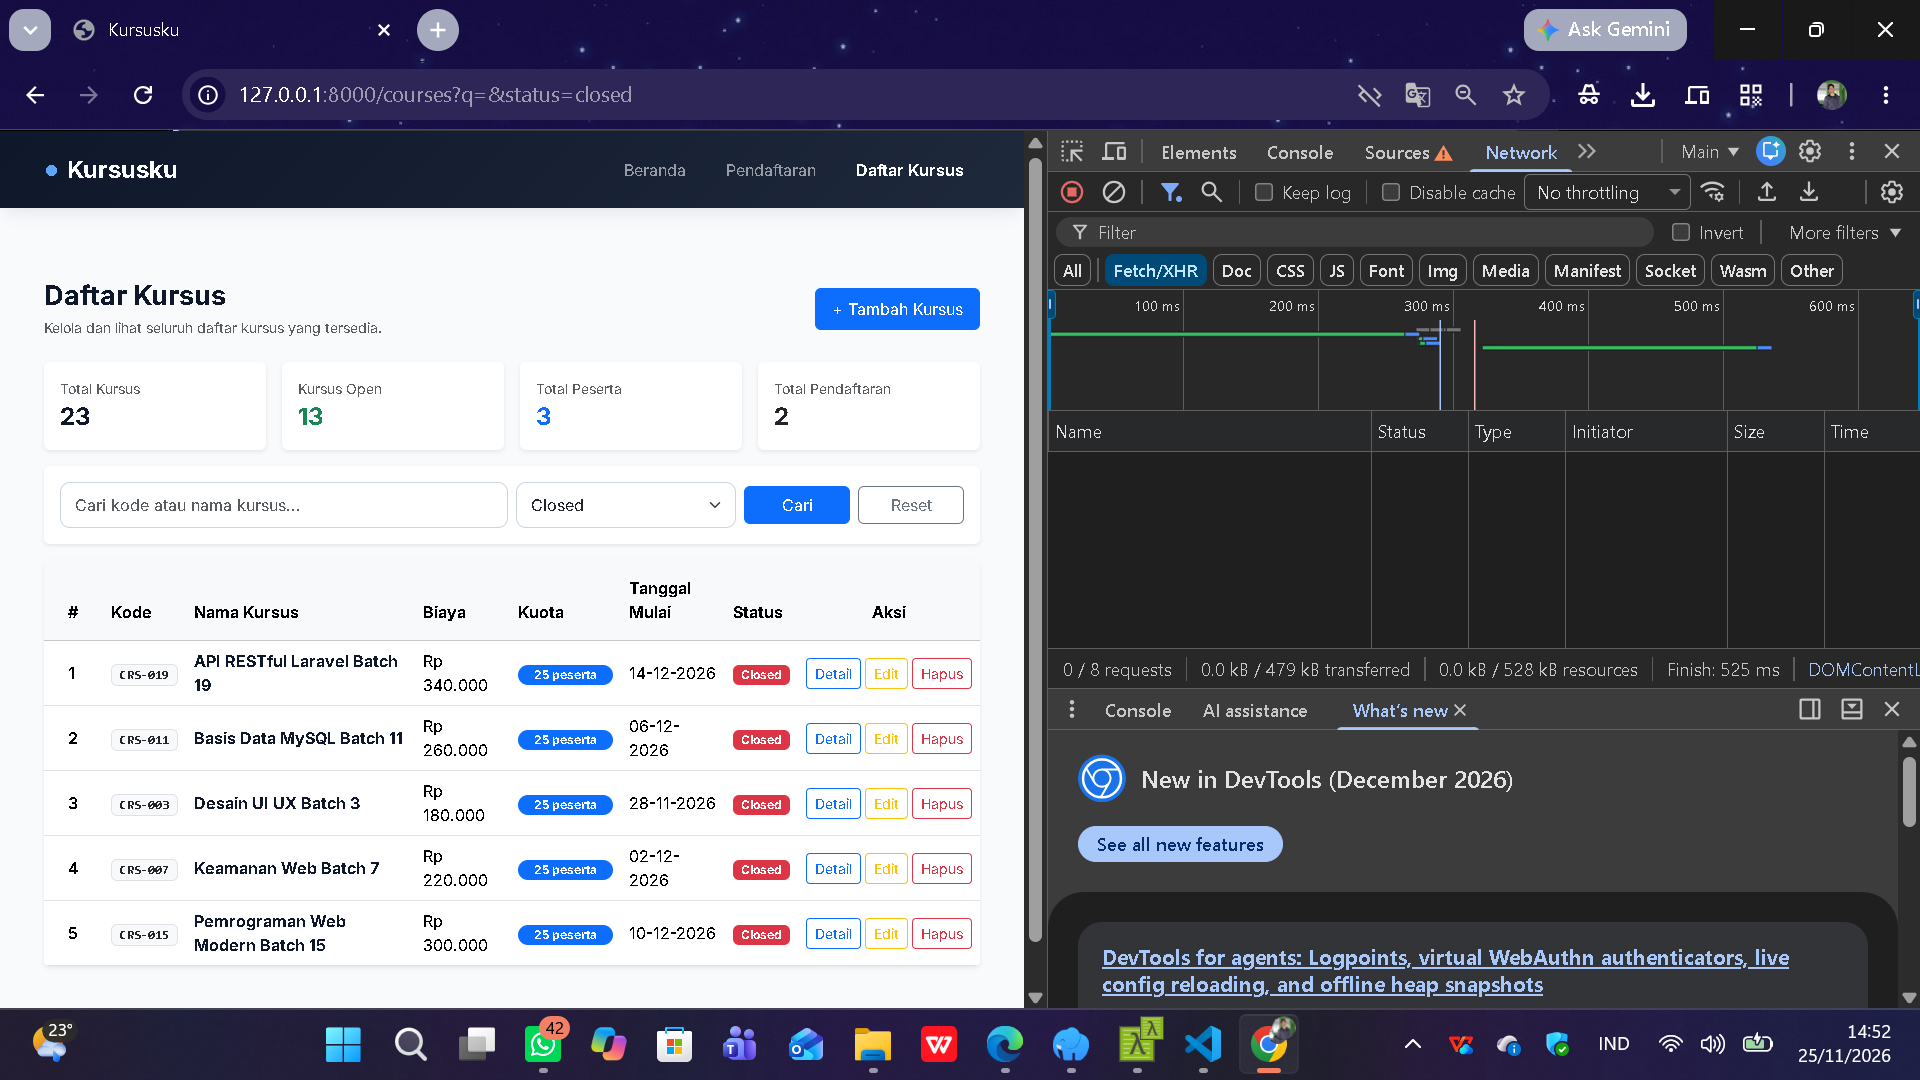 Kursusku
Ask Gemini
127.0.0.1:8000/courses?q=&status=closed
Kursusku
Beranda
Pendaftaran
Daftar Kursus
Daftar Kursus
Kelola dan lihat seluruh daftar kursus yang tersedia.
+ Tambah Kursus
Total Kursus
23
Kursus Open
13
Total Peserta
3
Total Pendaftaran
2
Cari kode atau nama kursus...
Closed
Cari
Reset
# Kode Nama Kursus Biaya Kuota Tanggal Mulai Status Aksi
1 CRS-019 API RESTful Laravel Batch 19 Rp 340.000 25 peserta 14-12-2026 Closed Detail Edit Hapus
2 CRS-011 Basis Data MySQL Batch 11 Rp 260.000 25 peserta 06-12-2026 Closed Detail Edit Hapus
3 CRS-003 Desain UI UX Batch 3 Rp 180.000 25 peserta 28-11-2026 Closed Detail Edit Hapus
4 CRS-007 Keamanan Web Batch 7 Rp 220.000 25 peserta 02-12-2026 Closed Detail Edit Hapus
5 CRS-015 Pemrograman Web Modern Batch 15 Rp 300.000 25 peserta 10-12-2026 Closed Detail Edit Hapus
Elements Console Sources Network Main
Keep log Disable cache No throttling
Filter Invert More filters
All Fetch/XHR Doc CSS JS Font Img Media Manifest Socket Wasm Other
100 ms 200 ms 300 ms 400 ms 500 ms 600 ms
Name Status Type Initiator Size Time
0 / 8 requests 0.0 kB / 479 kB transferred 0.0 kB / 528 kB resources Finish: 525 ms DOMContentL
Console AI assistance What's new
New in DevTools (December 2026)
See all new features
DevTools for agents: Logpoints, virtual WebAuthn authenticators, live
config reloading, and offline heap snapshots
23°
42
IND
14:52
25/11/2026